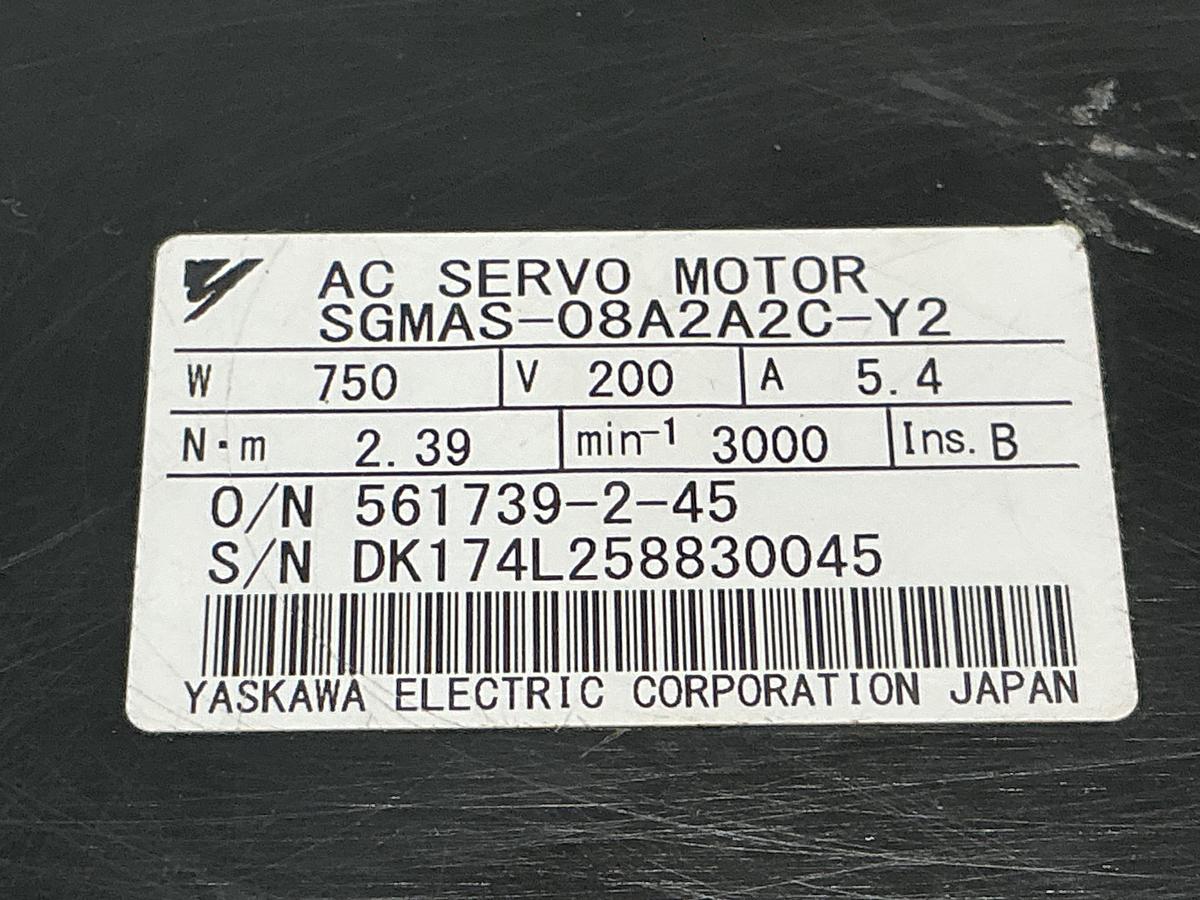 AC SERVO MOTOR
SGMAS-08A2A2C-Y2
W 750 V 200 A 5.4
N·m 2.39 min⁻¹ 3000 Ins. B
O/N 561739-2-45
S/N DK174L258830045
YASKAWA ELECTRIC CORPORATION JAPAN